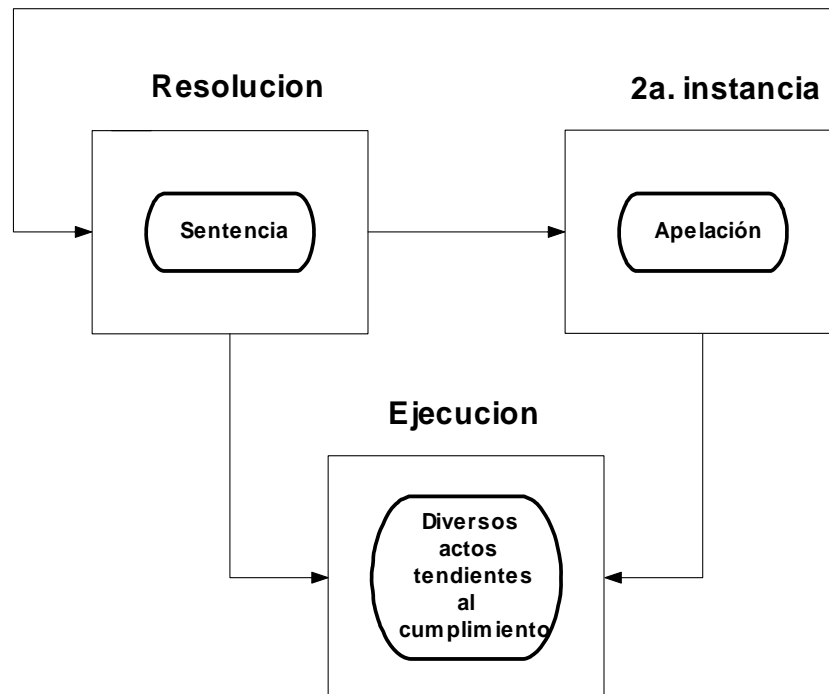 Resolucion
2a. instancia
Sentencia
Apelación
Ejecucion
Diversos
actos
tendientes
al
cumplimiento